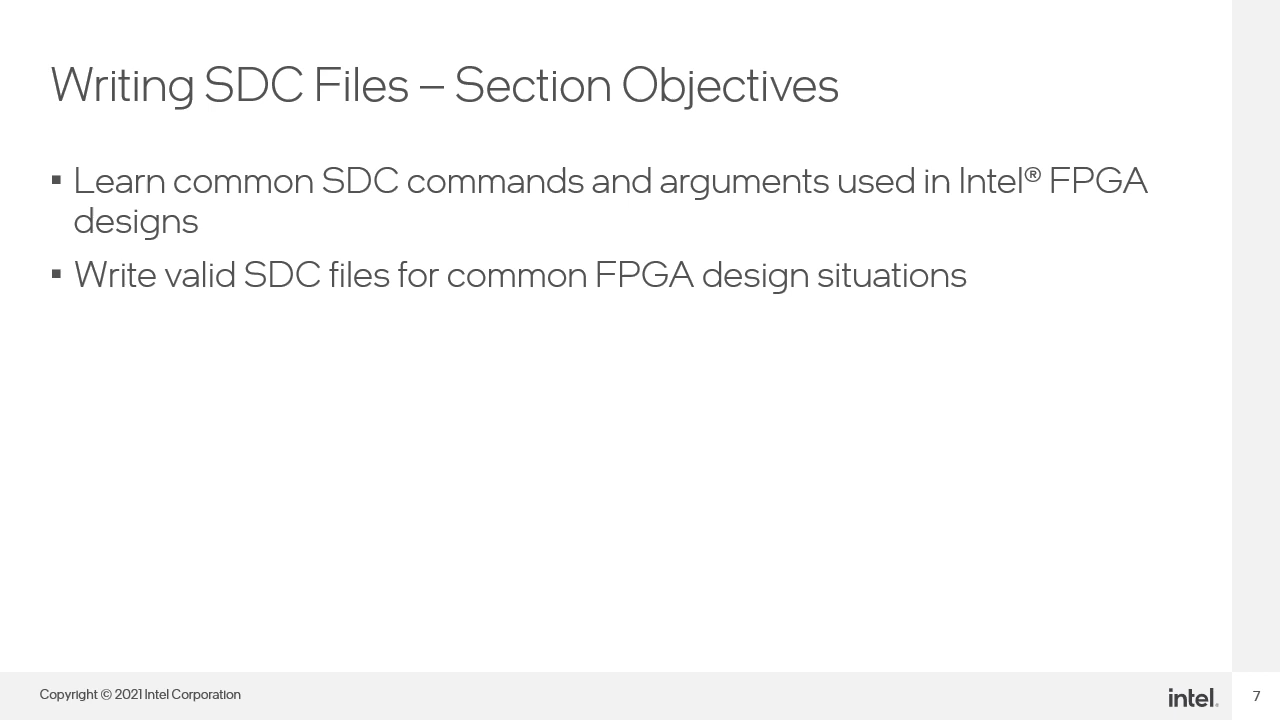 Writing SDC Files – Section Objectives
▪ Learn common SDC commands and arguments used in Intel® FPGA
designs
▪ Write valid SDC files for common FPGA design situations
Copyright © 2021 Intel Corporation
intel.
7